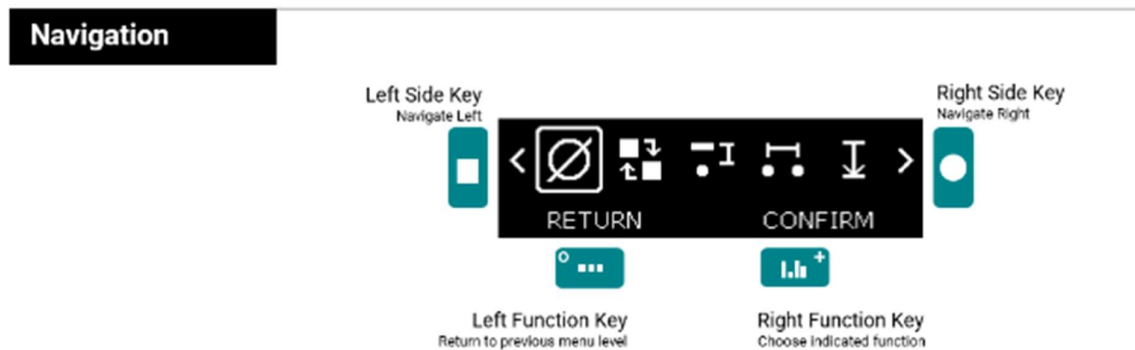 Navigation
Left Side Key
Navigate Left
Right Side Key
Navigate Right
RETURN
CONFIRM
Left Function Key
Return to previous menu level
Right Function Key
Choose indicated function